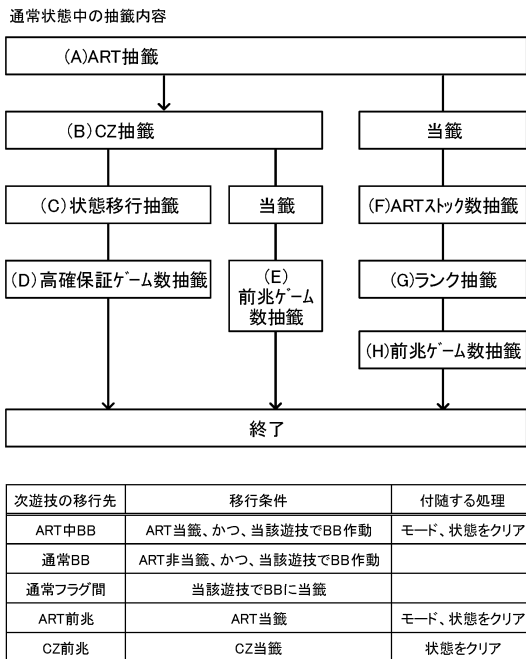 通常状態中の抽籤内容
(A)ART抽籤
(B)CZ抽籤
当籤
(C)状態移行抽籤
当籤
(F)ARTストック数抽籤
(D)高確保証ゲーム数抽籤
(E)
前兆ゲーム
数抽籤
(G)ランク抽籤
(H)前兆ゲーム数抽籤
終了
次遊技の移行先 移行条件 付随する処理
ART中BB ART当籤、かつ、当該遊技でBB作動 モード、状態をクリア
通常BB ART非当籤、かつ、当該遊技でBB作動
通常フラグ間 当該遊技でBBに当籤
ART前兆 ART当籤 モード、状態をクリア
CZ前兆 CZ当籤 状態をクリア